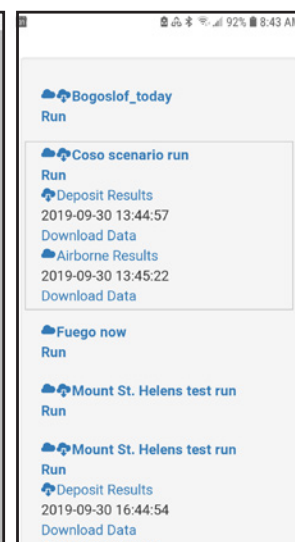 92% 8:43 AM
Bogoslof_today
Run
Coso scenario run
Run
Deposit Results
2019-09-30 13:44:57
Download Data
Airborne Results
2019-09-30 13:45:22
Download Data
Fuego now
Run
Mount St. Helens test run
Run
Mount St. Helens test run
Run
Deposit Results
2019-09-30 16:44:54
Download Data